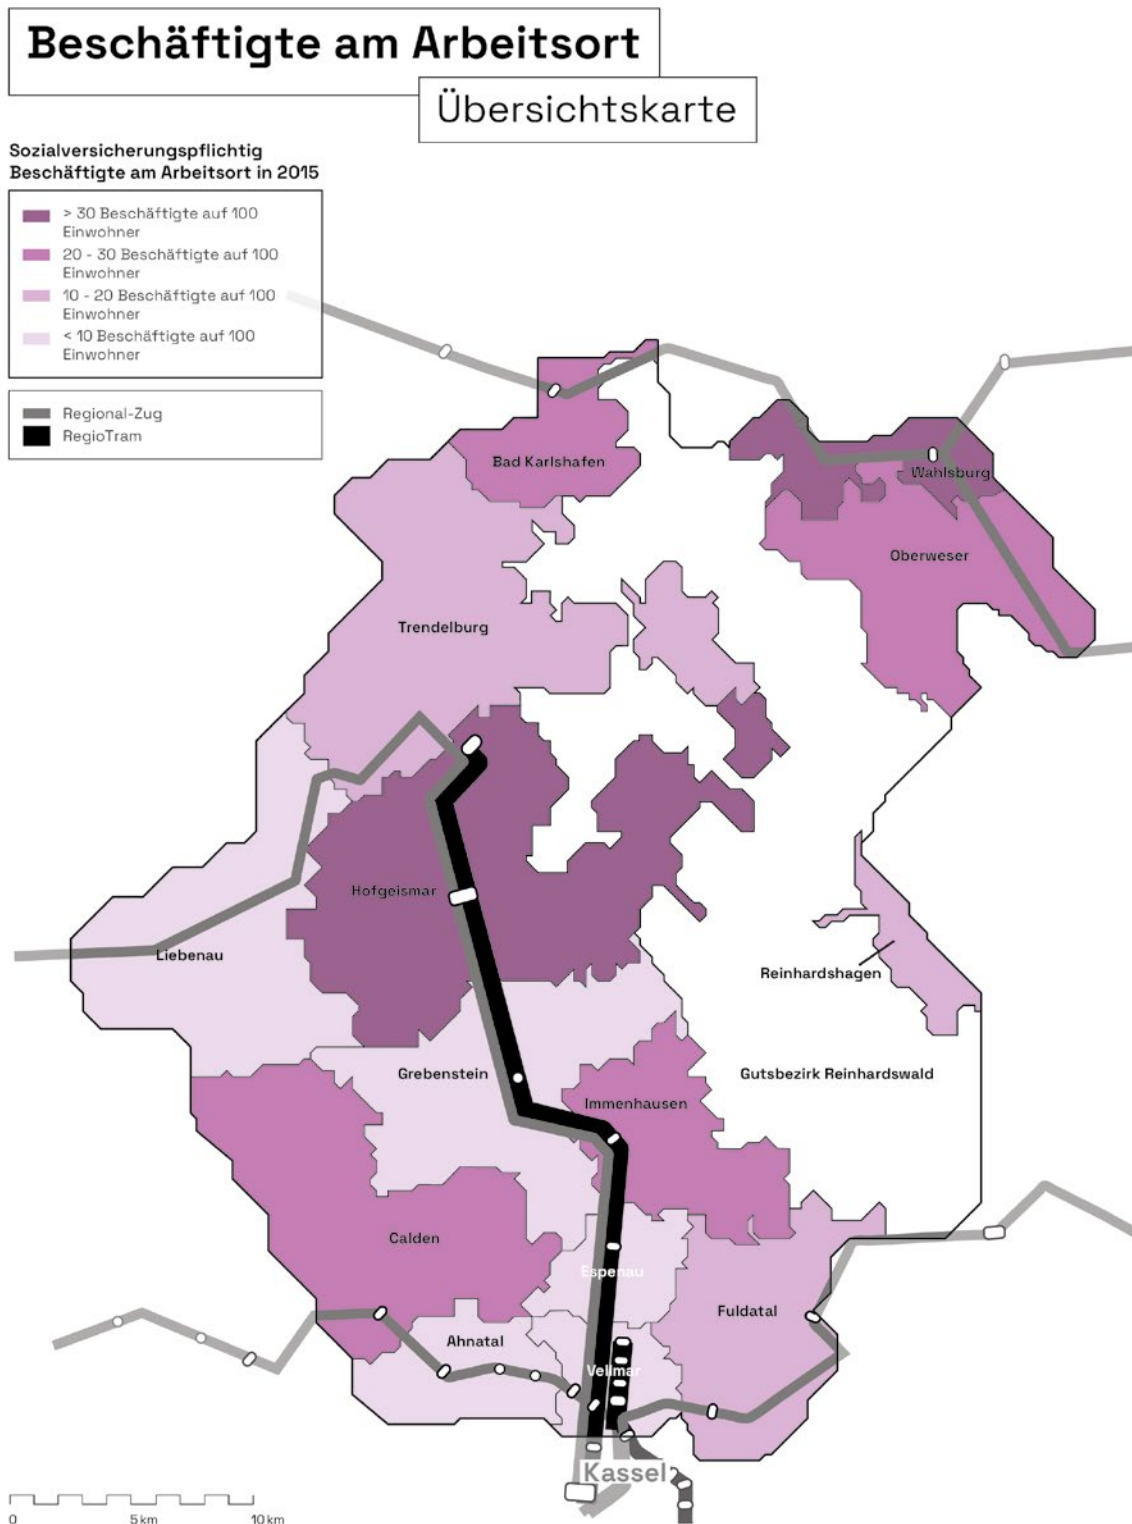 Beschäftigte am Arbeitsort
Übersichtskarte
Sozialversicherungspflichtig
Beschäftigte am Arbeitsort in 2015
> 30 Beschäftigte auf 100
Einwohner
20 - 30 Beschäftigte auf 100
Einwohner
10 - 20 Beschäftigte auf 100
Einwohner
< 10 Beschäftigte auf 100
Einwohner
Regional-Zug
RegioTram
Bad Karlshafen
Wahlsburg
Oberweser
Trendelburg
Hofgeismar
Liebenau
Reinhardshagen
Grebenstein
Gutsbezirk Reinhardswald
Immenhausen
Calden
Espenau
Fuldatal
Ahnatal
Vellmar
Kassel
0
5 km
10 km